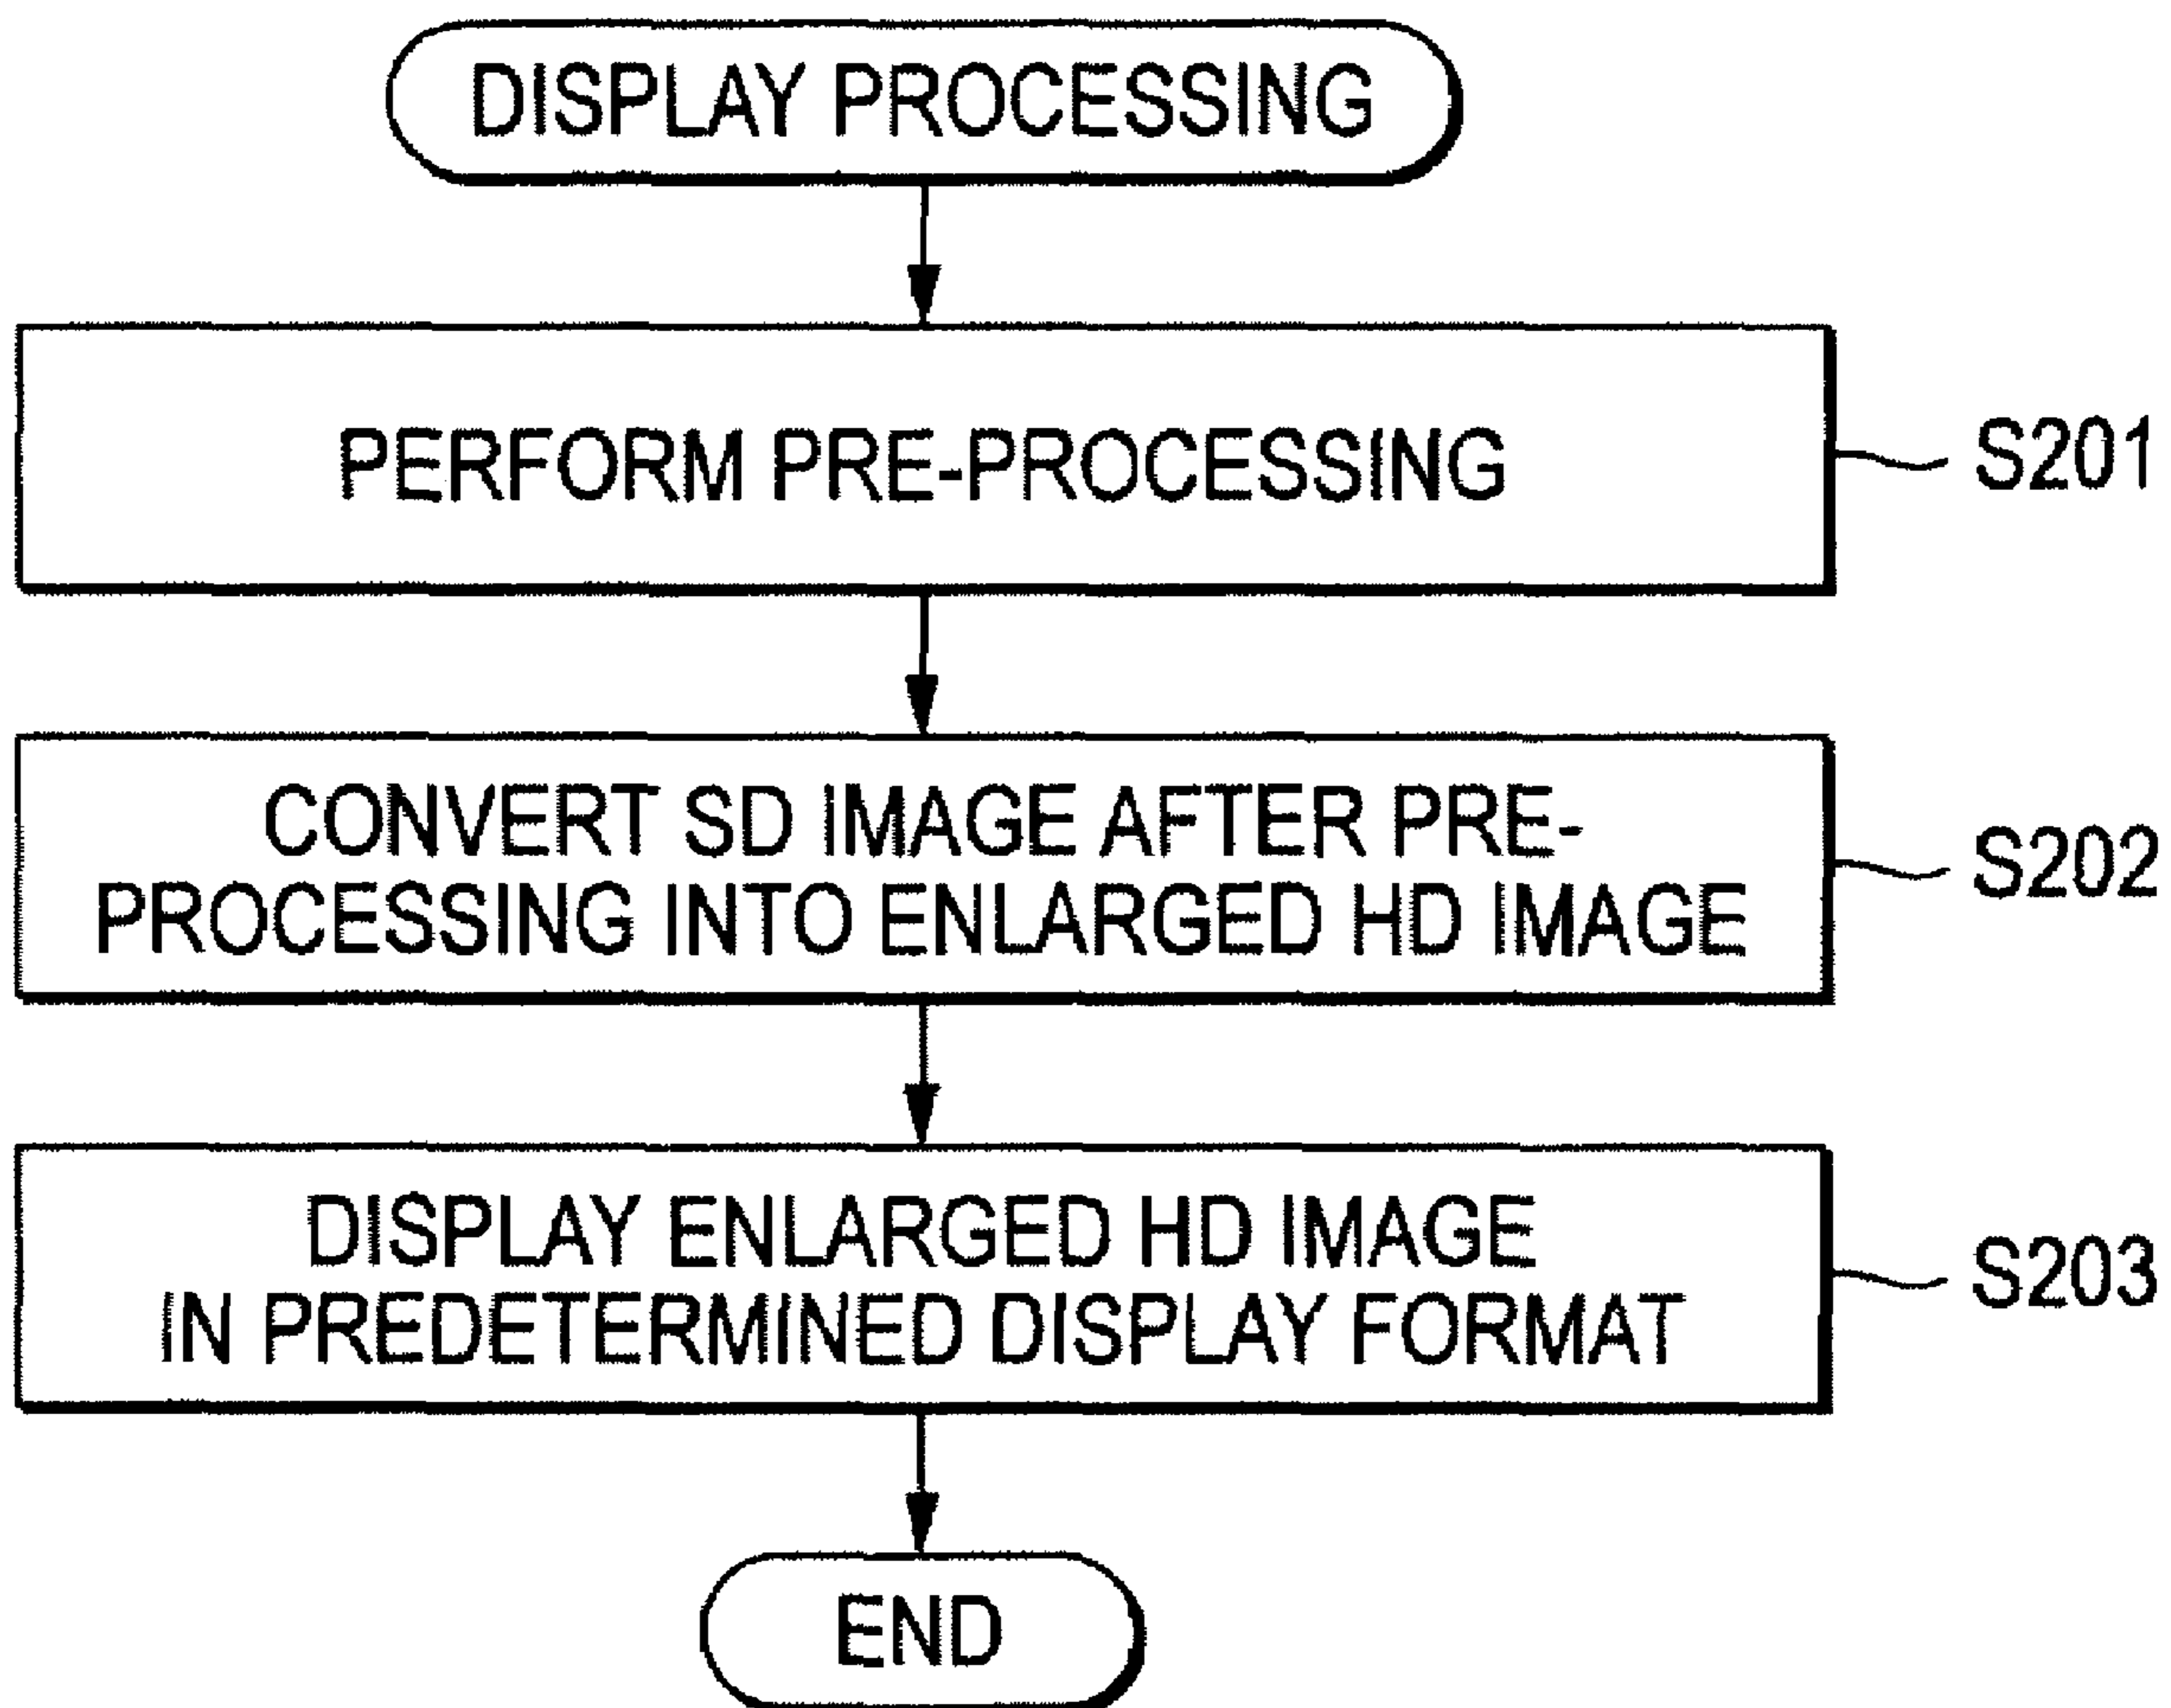 DISPLAY PROCESSING
PERFORM PRE-PROCESSING
S201
CONVERT SD IMAGE AFTER PRE-
PROCESSING INTO ENLARGED HD IMAGE
S202
DISPLAY ENLARGED HD IMAGE
IN PREDETERMINED DISPLAY FORMAT
S203
END